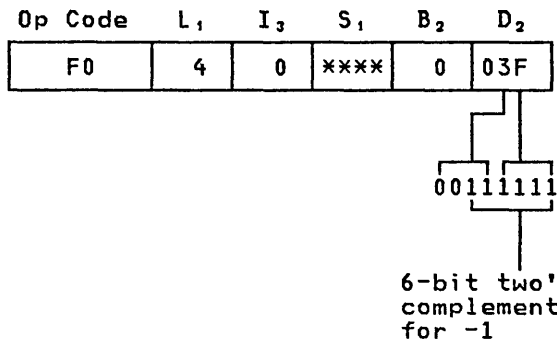 Op Code L₁ I₃ S₁ B₂ D₂
F0 4 0 **** 0 03F
00111111
6-bit two'
complement
for -1